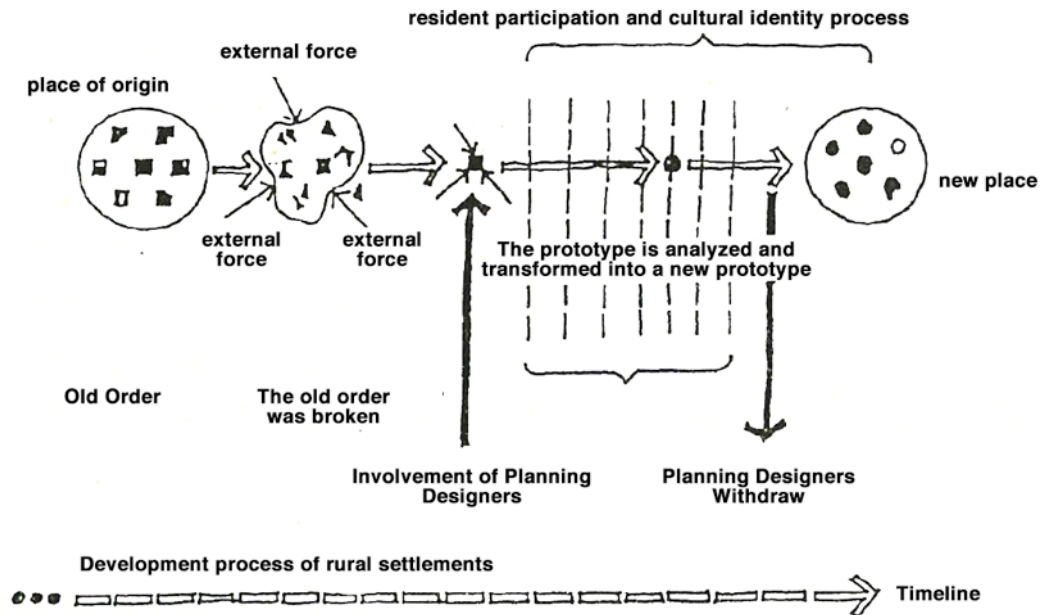 resident participation and cultural identity process
external force
place of origin
new place
external
force
external
force
The prototype is analyzed and
transformed into a new prototype
Old Order
The old order
was broken
Involvement of Planning
Designers
Planning Designers
Withdraw
Development process of rural settlements
Timeline